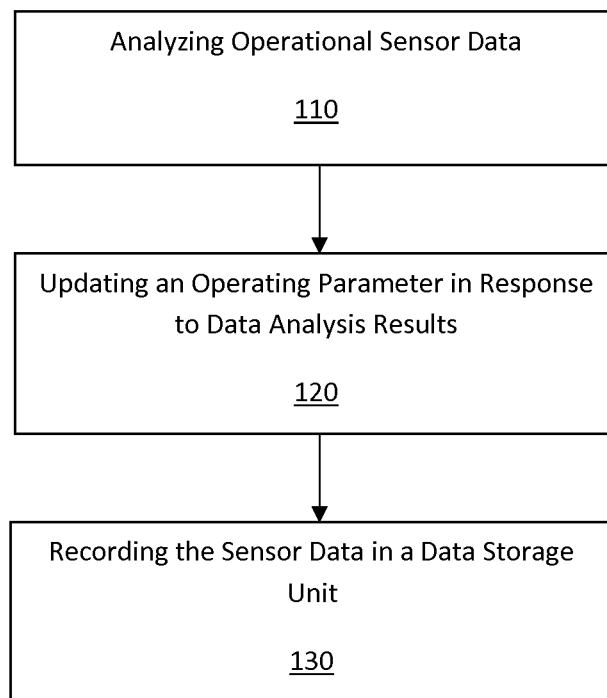 Analyzing Operational Sensor Data
110
Updating an Operating Parameter in Response
to Data Analysis Results
120
Recording the Sensor Data in a Data Storage
Unit
130